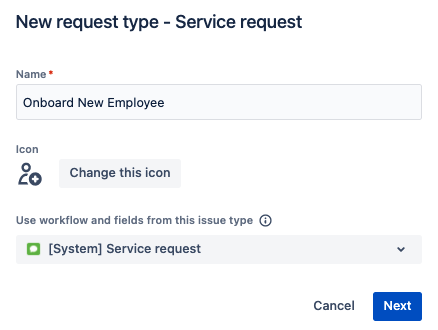 New request type - Service request
Name *
Onboard New Employee
Icon
Change this icon
Use workflow and fields from this issue type
[System] Service request
Cancel
Next